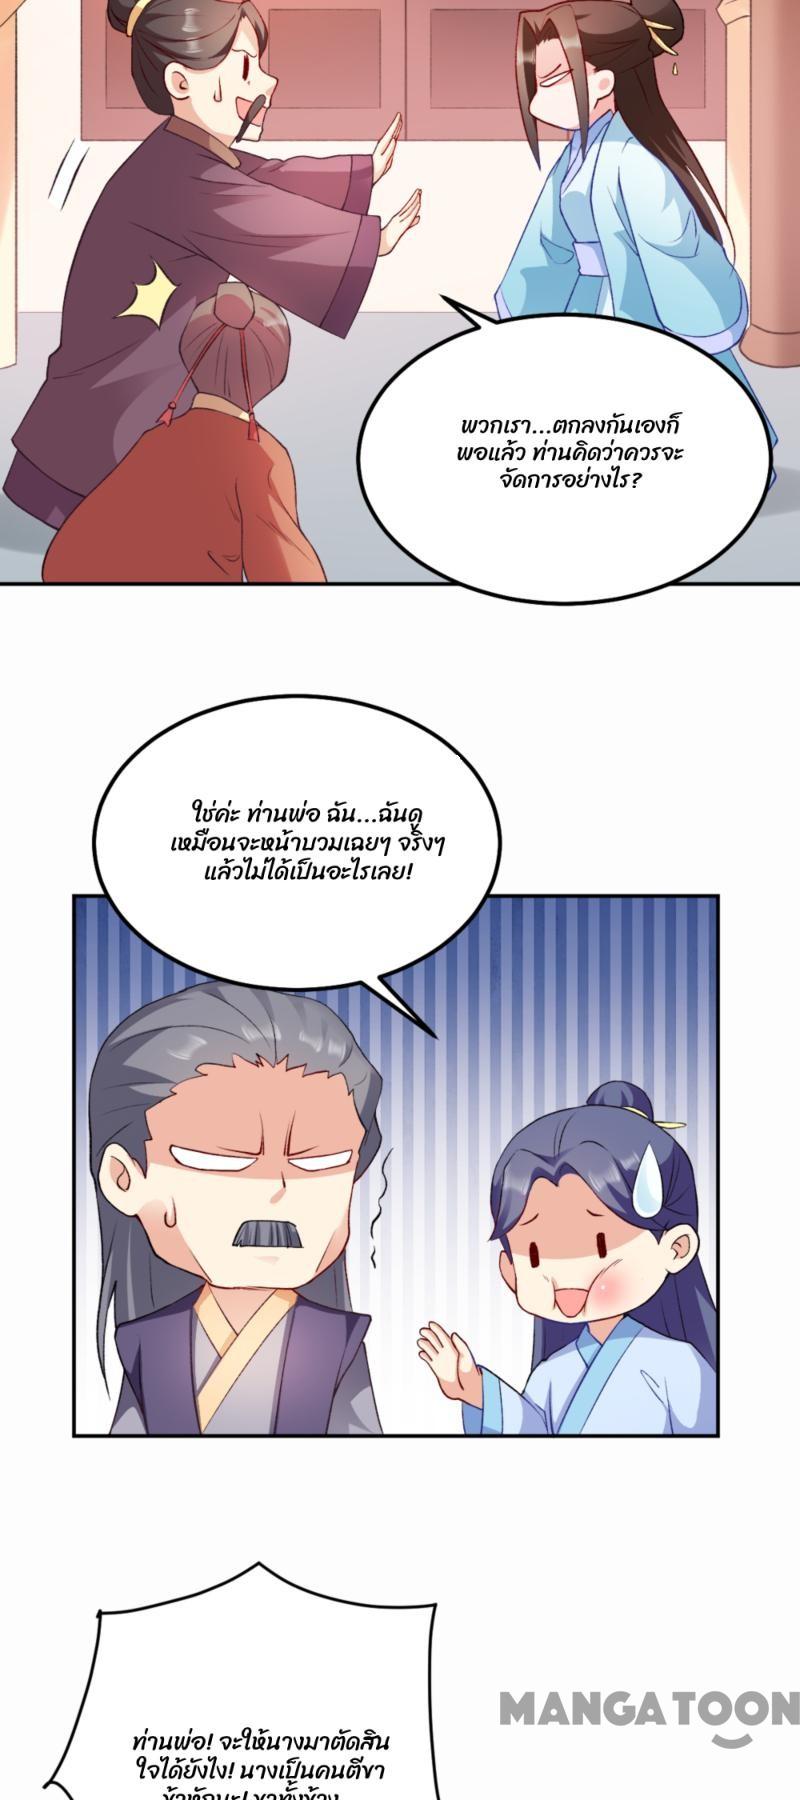 พวกเรา...ตกลงกันเองก็
พอแล้ว ท่านคิดว่าควรจะ
จัดการอย่างไร?
ใช่ค่ะ ท่านพ่อ ฉัน...ฉันดู
เหมือนจะหน้าบวมเฉยๆ จริงๆ
แล้วไม่ได้เป็นอะไรเลย!
MANGATOON
ท่านพ่อ! จะให้นางมาตัดสิน
ใจได้ยังไง! นางเป็นคนตีขา